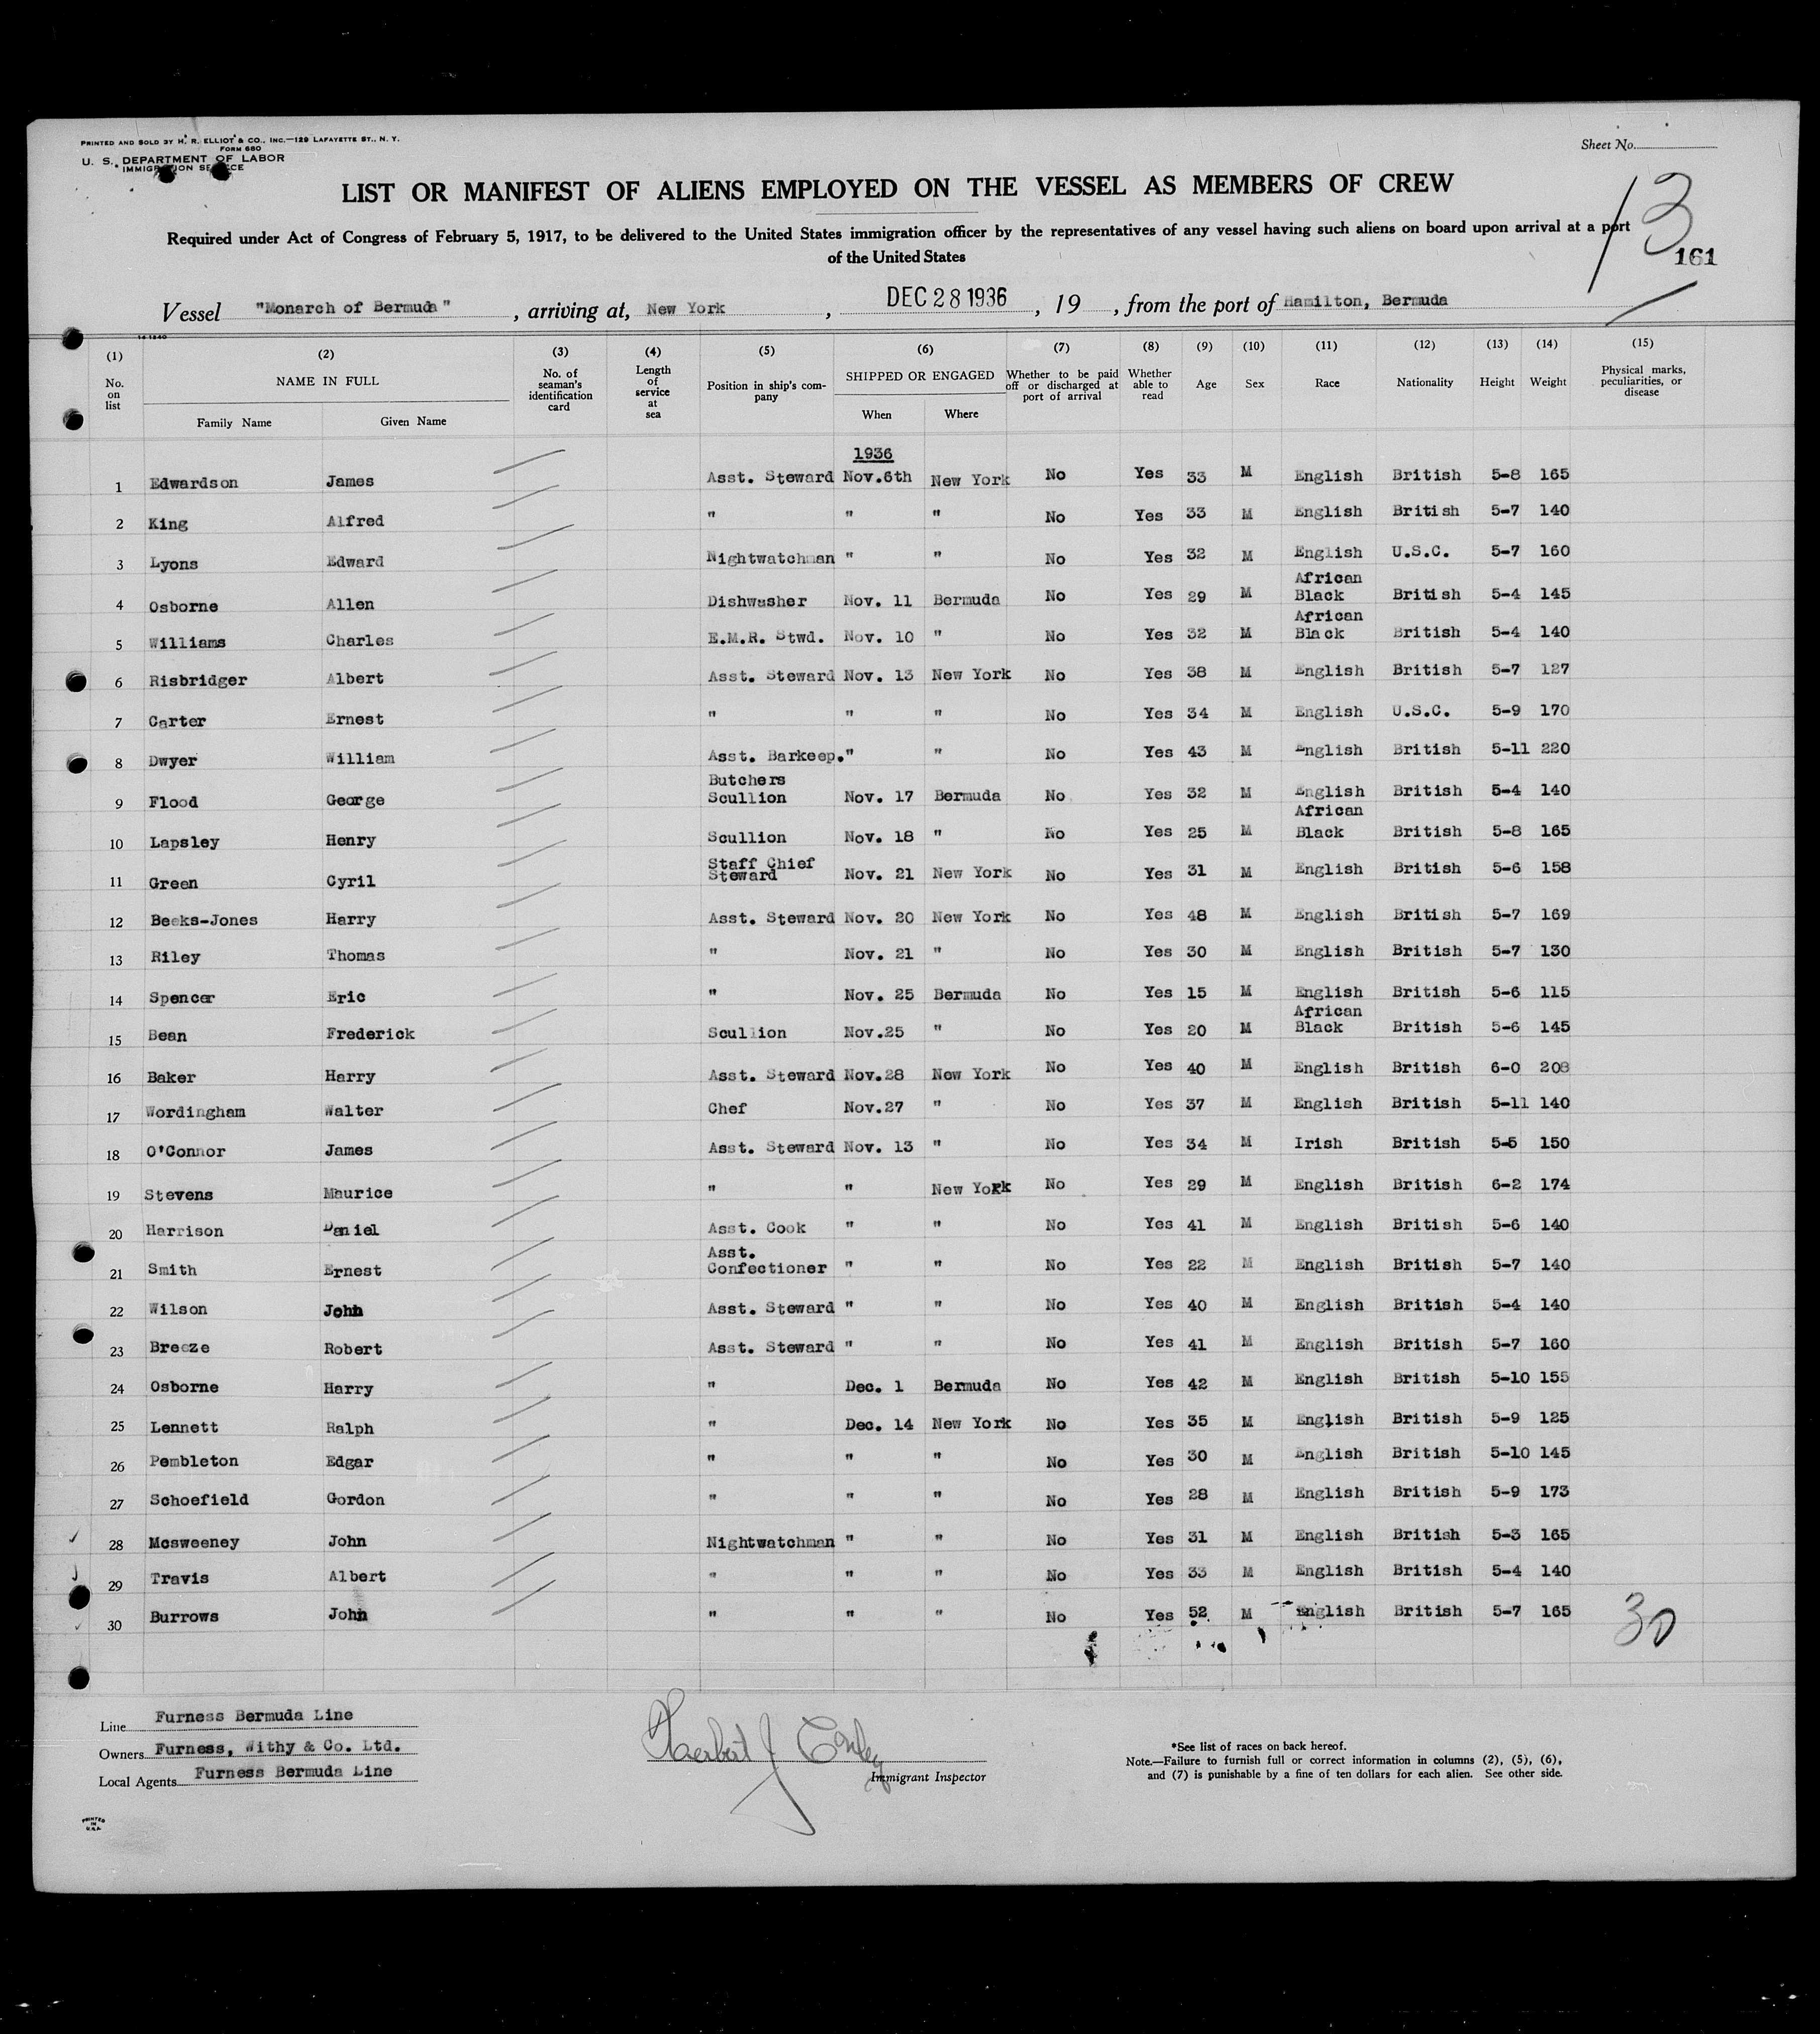 PRINTED AND SOLD BY H. R. ELLIOT & CO., INC.—129 LAFAYETTE ST., N. Y.
FORM 680
U. S. DEPARTMENT OF LABOR
IMMIGRATION SERVICE
Sheet No.
LIST OR MANIFEST OF ALIENS EMPLOYED ON THE VESSEL AS MEMBERS OF CREW
13
Required under Act of Congress of February 5, 1917, to be delivered to the United States immigration officer by the representatives of any vessel having such aliens on board upon arrival at a port
of the United States
161
Vessel "Monarch of Bermuda" , arriving at, New York , DEC 28 1936 , 19 , from the port of Hamilton, Bermuda
14-1240
(1) (2) (3) (4) (5) (6) (7) (8) (9) (10) (11) (12) (13) (14) (15)
No. on list NAME IN FULL Family Name Given Name No. of seaman's identification card Length of service at sea Position in ship's company SHIPPED OR ENGAGED When Where Whether to be paid off or discharged at port of arrival Whether able to read Age Sex Race Nationality Height Weight Physical marks, peculiarities, or disease
1936
1 Edwardson James Asst. Steward Nov.6th New York No Yes 33 M English British 5-8 165
2 King Alfred " " " No Yes 33 M English British 5-7 140
3 Lyons Edward Nightwatchman " " No Yes 32 M English U.S.C. 5-7 160
4 Osborne Allen Dishwasher Nov. 11 Bermuda No Yes 29 M African Black British 5-4 145
5 Williams Charles E.M.R. Stwd. Nov. 10 " No Yes 32 M African Black British 5-4 140
6 Risbridger Albert Asst. Steward Nov. 13 New York No Yes 38 M English British 5-7 127
7 Carter Ernest " " " No Yes 34 M English U.S.C. 5-9 170
8 Dwyer William Asst. Barkeep. " " No Yes 43 M English British 5-11 220
9 Flood George Butchers Scullion Nov. 17 Bermuda No Yes 32 M English British 5-4 140
10 Lapsley Henry Scullion Nov. 18 " No Yes 25 M African Black British 5-8 165
11 Green Cyril Staff Chief Steward Nov. 21 New York No Yes 31 M English British 5-6 158
12 Beeks-Jones Harry Asst. Steward Nov. 20 New York No Yes 48 M English British 5-7 169
13 Riley Thomas " Nov. 21 " No Yes 30 M English British 5-7 130
14 Spencer Eric " Nov. 25 Bermuda No Yes 15 M English British 5-6 115
15 Bean Frederick Scullion Nov.25 " No Yes 20 M African Black British 5-6 145
16 Baker Harry Asst. Steward Nov.28 New York No Yes 40 M English British 6-0 208
17 Wordingham Walter Chef Nov.27 " No Yes 37 M English British 5-11 140
18 O'Connor James Asst. Steward Nov. 13 " No Yes 34 M Irish British 5-5 150
19 Stevens Maurice " " New York No Yes 29 M English British 6-2 174
20 Harrison Daniel Asst. Cook " " No Yes 41 M English British 5-6 140
21 Smith Ernest Asst. Confectioner " " No Yes 22 M English British 5-7 140
22 Wilson John Asst. Steward " " No Yes 40 M English British 5-4 140
23 Breeze Robert Asst. Steward " " No Yes 41 M English British 5-7 160
24 Osborne Harry " Dec. 1 Bermuda No Yes 42 M English British 5-10 155
25 Lennett Ralph " Dec. 14 New York No Yes 35 M English British 5-9 125
26 Pembleton Edgar " " " No Yes 30 M English British 5-10 145
27 Schoefield Gordon " " " No Yes 28 M English British 5-9 173
28 Mcsweeney John Nightwatchman " " No Yes 31 M English British 5-3 165
29 Travis Albert " " " No Yes 33 M English British 5-4 140
30 Burrows John " " " No Yes 52 M English British 5-7 165
30
Line Furness Bermuda Line
Owners Furness, Withy & Co. Ltd.
Local Agents Furness Bermuda Line
Herbert J
Immigrant Inspector
*See list of races on back hereof.
Note.—Failure to furnish full or correct information in columns (2), (5), (6),
and (7) is punishable by a fine of ten dollars for each alien. See other side.
PRINTED
IN
U.S.A.